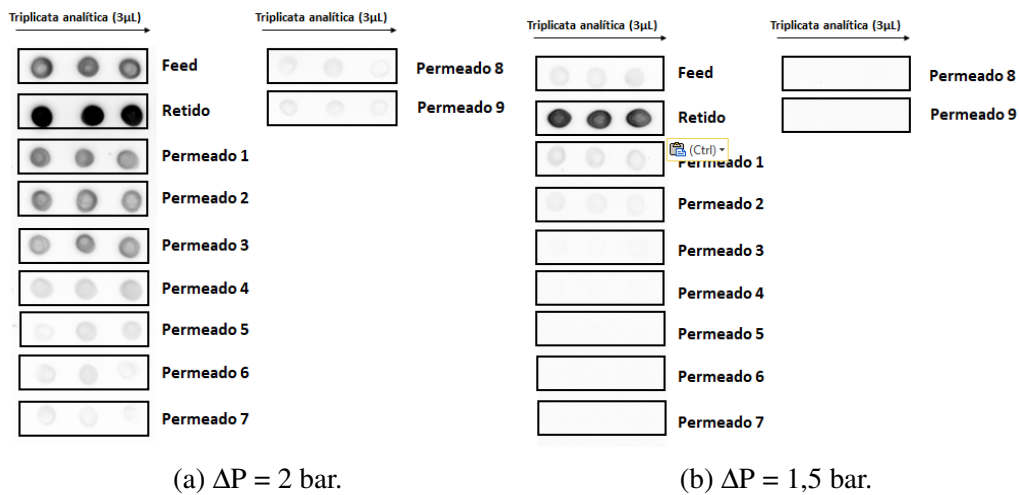 Triplicata analítica (3µL)
Feed
Retido
Permeado 1
Permeado 2
Permeado 3
Permeado 4
Permeado 5
Permeado 6
Permeado 7
Triplicata analítica (3µL)
Permeado 8
Permeado 9
(a) ΔP = 2 bar.
Triplicata analítica (3µL)
Feed
Retido
(Ctrl)
Permeado 1
Permeado 2
Permeado 3
Permeado 4
Permeado 5
Permeado 6
Permeado 7
Triplicata analítica (3µL)
Permeado 8
Permeado 9
(b) ΔP = 1,5 bar.